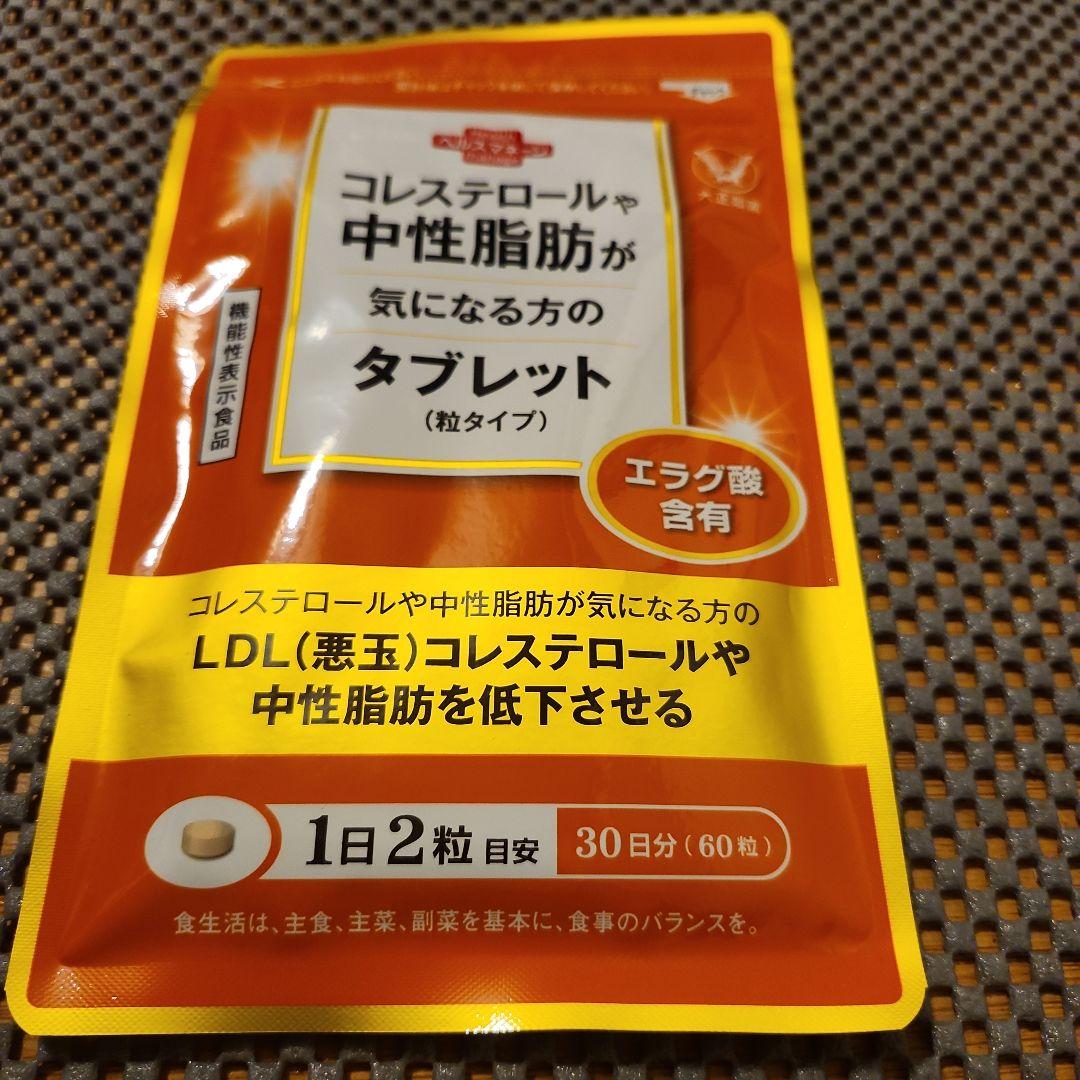 ヘルスマネージ
大正製薬
コレステロールや
中性脂肪が
気になる方の
タブレット
(粒タイプ)
機能性表示食品
エラグ酸
含有
コレステロールや中性脂肪が気になる方の
LDL(悪玉)コレステロールや
中性脂肪を低下させる
1日2粒目安
30日分(60粒)
食生活は、主食、主菜、副菜を基本に、食事のバランスを。